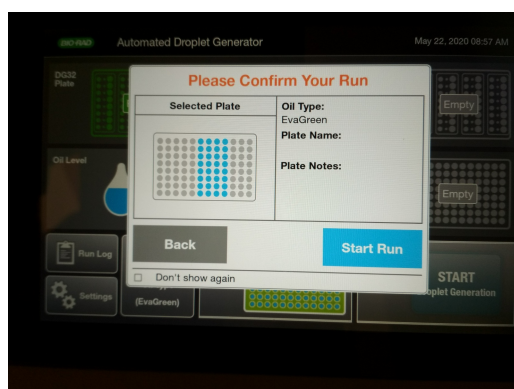 BIO-RAD Automated Droplet Generator
May 22, 2020 08:57 AM
DG32
Plate
Empty
Please Confirm Your Run
Selected Plate
Oil Type:
EvaGreen
Plate Name:
Plate Notes:
Oil Level
Empty
Back
Start Run
Don't show again
Run Log
Settings
(EvaGreen)
START
Droplet Generation